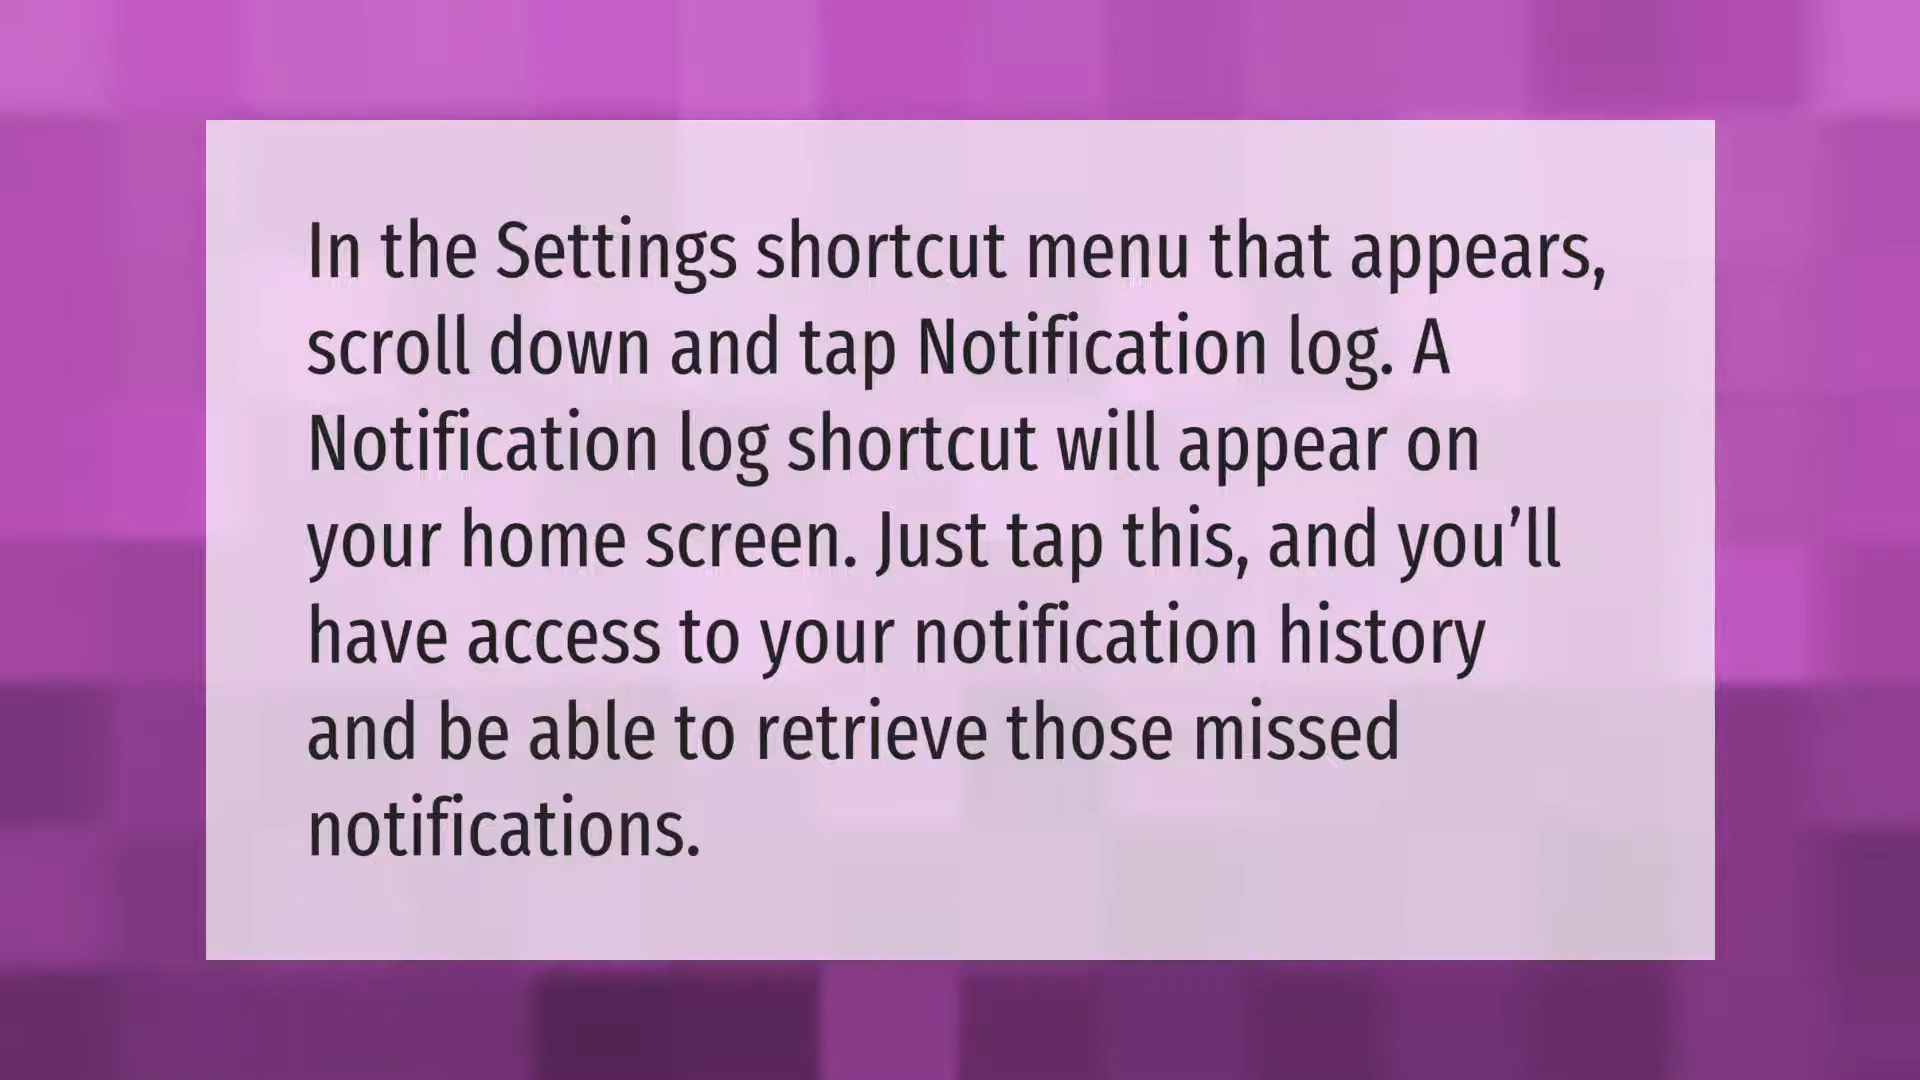 In the Settings shortcut menu that appears,
scroll down and tap Notification log. A
Notification log shortcut will appear on
your home screen. Just tap this, and you’ll
have access to your notification history
and be able to retrieve those missed
notifications.